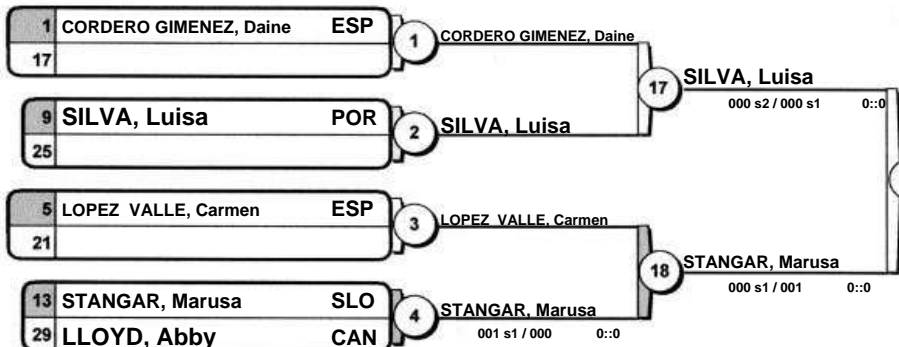 1 CORDERO GIMENEZ, Daine ESP
17
1 CORDERO GIMENEZ, Daine
9 SILVA, Luisa POR
25
2 SILVA, Luisa
17 SILVA, Luisa
000 s2 / 000 s1 0::0
5 LOPEZ VALLE, Carmen ESP
21
3 LOPEZ VALLE, Carmen
13 STANGAR, Marusa SLO
29 LLOYD, Abby CAN
4 STANGAR, Marusa
001 s1 / 000 0::0
18 STANGAR, Marusa
000 s1 / 001 0::0